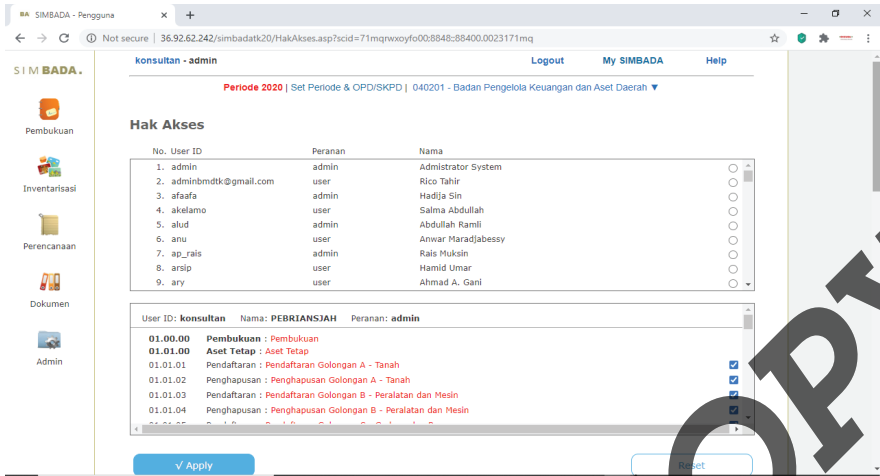 SIMBADA - Pengguna
Not secure | 36.92.62.242/simbadatk20/HakAkses.asp?scid=71mqrwxoyfo00:8848::88400.0023171mq
SIMBADA.
konsultan - admin Logout My SIMBADA Help
Periode 2020 | Set Periode & OPD/SKPD | 040201 - Badan Pengelola Keuangan dan Aset Daerah ▼
Pembukuan
Inventarisasi
Perencanaan
Dokumen
Admin
Hak Akses
No. User ID Peranan Nama
1. admin admin Admistrator System
2. adminbmdtk@gmail.com user Rico Tahir
3. afaafa admin Hadija Sin
4. akelamo user Salma Abdullah
5. alud admin Abdullah Ramli
6. anu user Anwar Maradjabessy
7. ap_rais admin Rais Muksin
8. arsip user Hamid Umar
9. ary user Ahmad A. Gani
User ID: konsultan Nama: PEBRIANSJAH Peranan: admin
01.00.00 Pembukuan : Pembukuan
01.01.00 Aset Tetap : Aset Tetap
01.01.01 Pendaftaran : Pendaftaran Golongan A - Tanah
01.01.02 Penghapusan : Penghapusan Golongan A - Tanah
01.01.03 Pendaftaran : Pendaftaran Golongan B - Peralatan dan Mesin
01.01.04 Penghapusan : Penghapusan Golongan B - Peralatan dan Mesin
√ Apply Reset
OPY